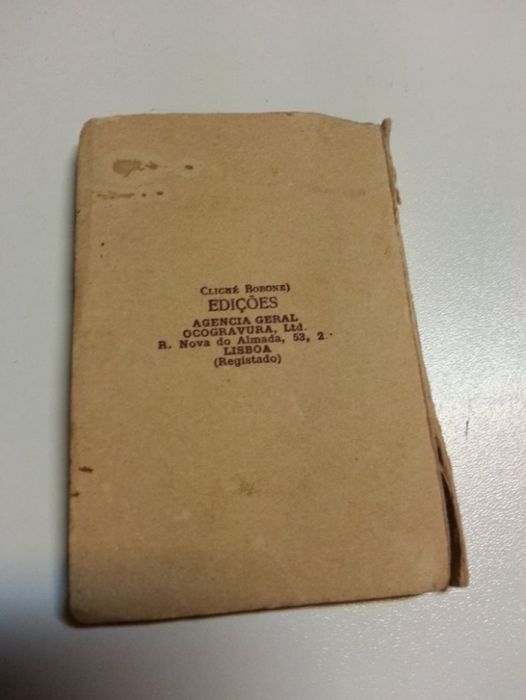 CLICHÉ BOBONE)
EDIÇÕES
AGENCIA GERAL
OCOGRAVURA, Ltd.
R. Nova do Almada, 53, 2.
LISBOA
(Registado)